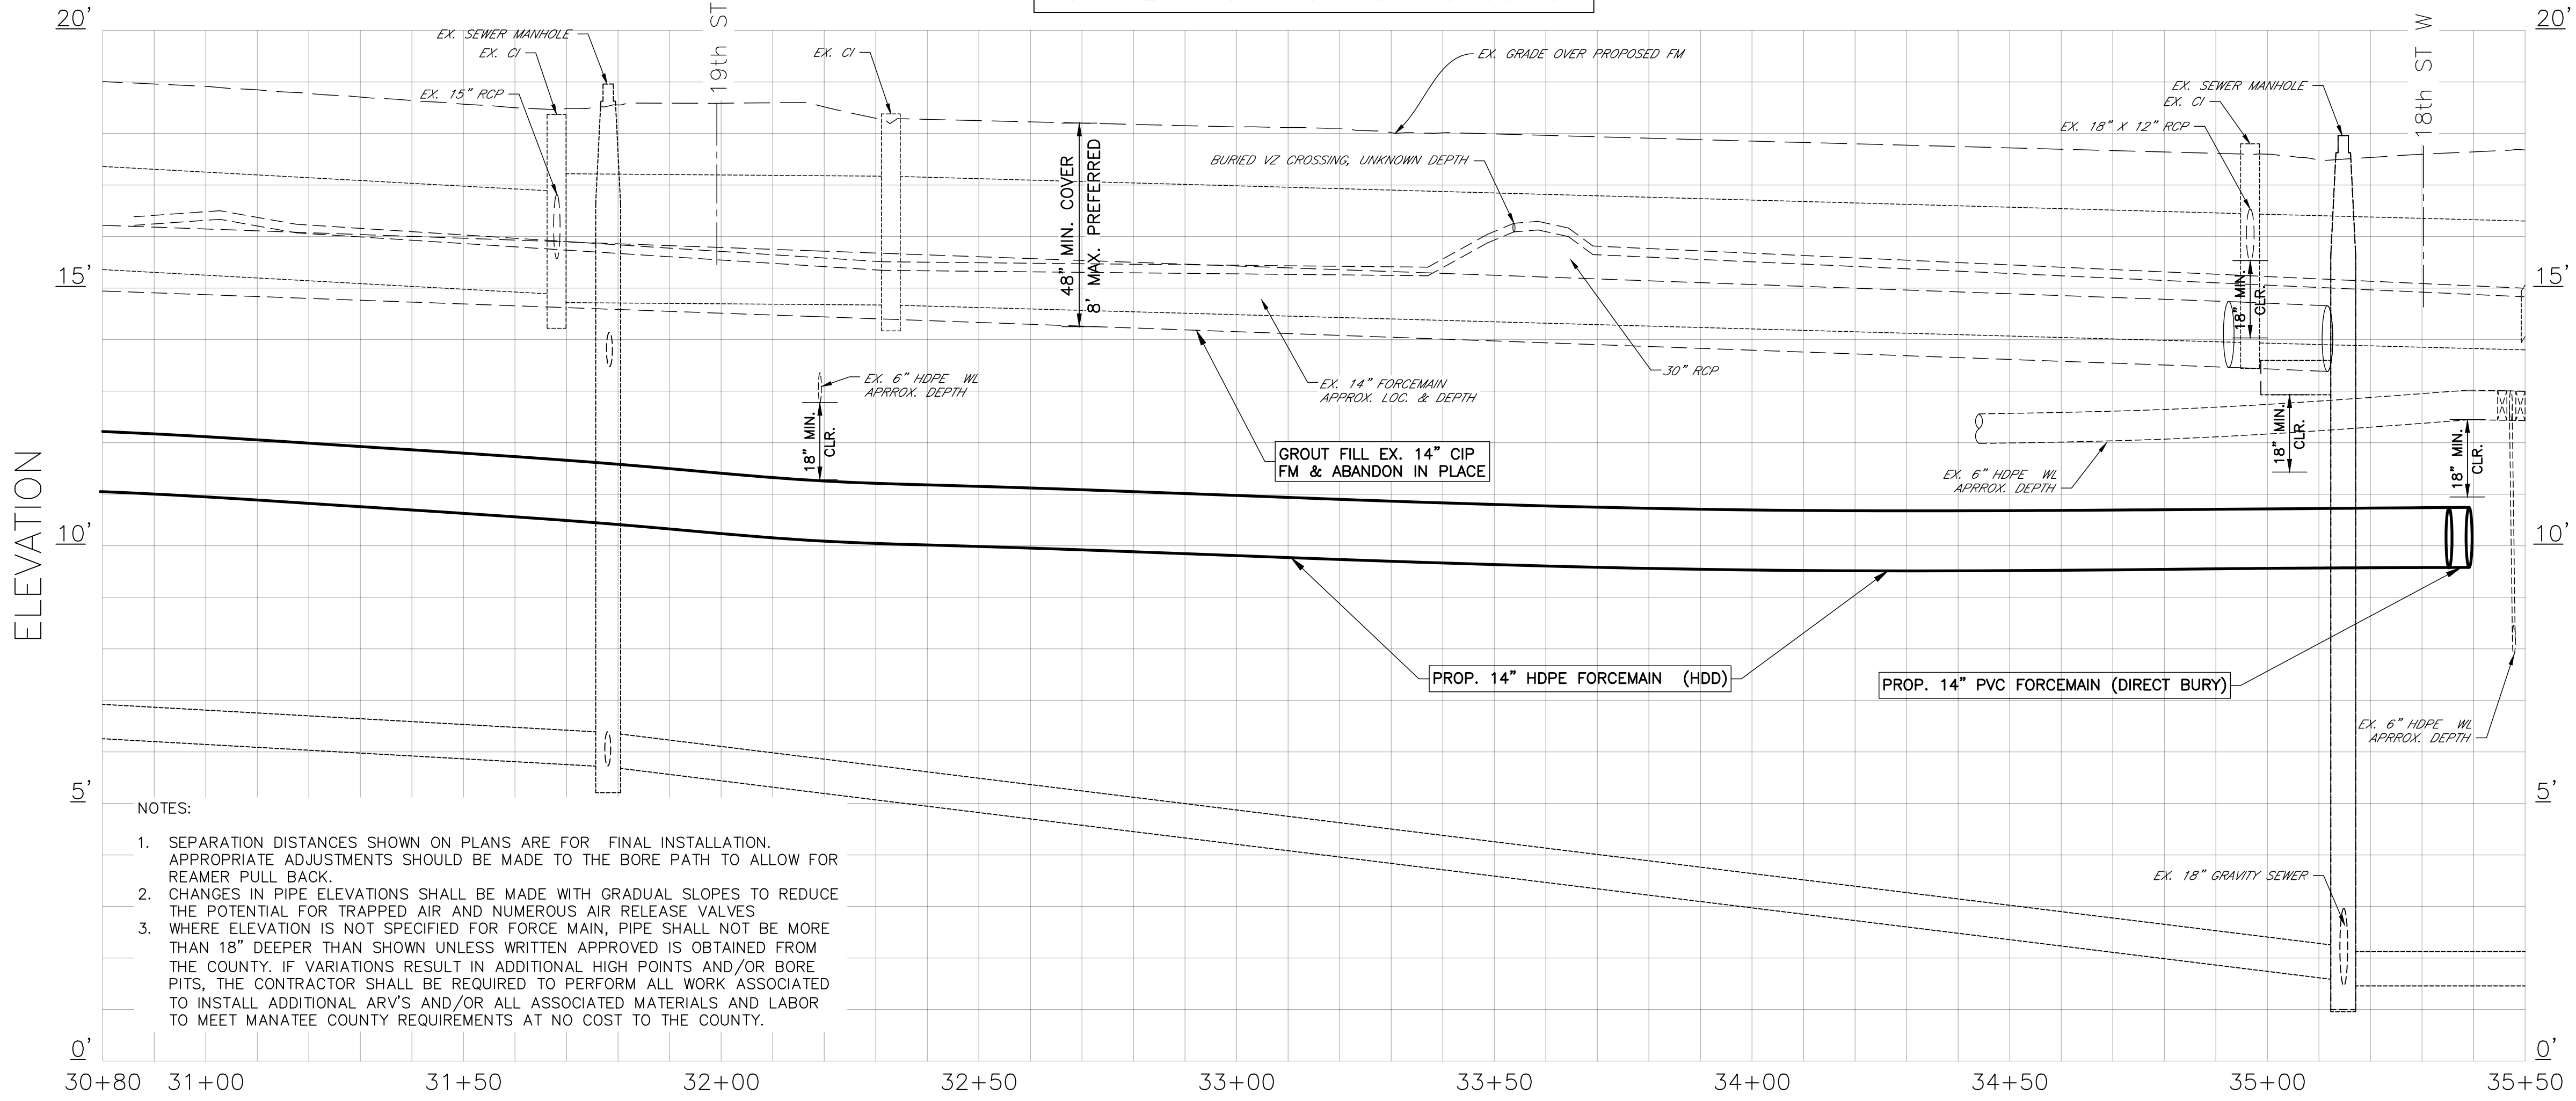 20'
20'
EX. SEWER MANHOLE
EX. CI
19th ST
EX. CI
EX. GRADE OVER PROPOSED FM
18th ST W
EX. 15" RCP
EX. SEWER MANHOLE
EX. CI
EX. 18" X 12" RCP
BURIED VZ CROSSING, UNKNOWN DEPTH
48" MIN. COVER
8' MAX. PREFERRED
15'
15'
18" MIN.
CLR.
EX. 6" HDPE WL
APRROX. DEPTH
18" MIN.
CLR.
EX. 14" FORCEMAIN
APPROX. LOC. & DEPTH
30" RCP
GROUT FILL EX. 14" CIP
FM & ABANDON IN PLACE
18" MIN.
CLR.
18" MIN.
CLR.
EX. 6" HDPE WL
APRROX. DEPTH
ELEVATION
10'
10'
PROP. 14" HDPE FORCEMAIN (HDD)
PROP. 14" PVC FORCEMAIN (DIRECT BURY)
EX. 6" HDPE WL
APRROX. DEPTH
5'
5'
NOTES:
1. SEPARATION DISTANCES SHOWN ON PLANS ARE FOR FINAL INSTALLATION.
APPROPRIATE ADJUSTMENTS SHOULD BE MADE TO THE BORE PATH TO ALLOW FOR
REAMER PULL BACK.
2. CHANGES IN PIPE ELEVATIONS SHALL BE MADE WITH GRADUAL SLOPES TO REDUCE
THE POTENTIAL FOR TRAPPED AIR AND NUMEROUS AIR RELEASE VALVES
3. WHERE ELEVATION IS NOT SPECIFIED FOR FORCE MAIN, PIPE SHALL NOT BE MORE
THAN 18" DEEPER THAN SHOWN UNLESS WRITTEN APPROVED IS OBTAINED FROM
THE COUNTY. IF VARIATIONS RESULT IN ADDITIONAL HIGH POINTS AND/OR BORE
PITS, THE CONTRACTOR SHALL BE REQUIRED TO PERFORM ALL WORK ASSOCIATED
TO INSTALL ADDITIONAL ARV'S AND/OR ALL ASSOCIATED MATERIALS AND LABOR
TO MEET MANATEE COUNTY REQUIREMENTS AT NO COST TO THE COUNTY.
EX. 18" GRAVITY SEWER
0'
0'
30+80 31+00 31+50 32+00 32+50 33+00 33+50 34+00 34+50 35+00 35+50